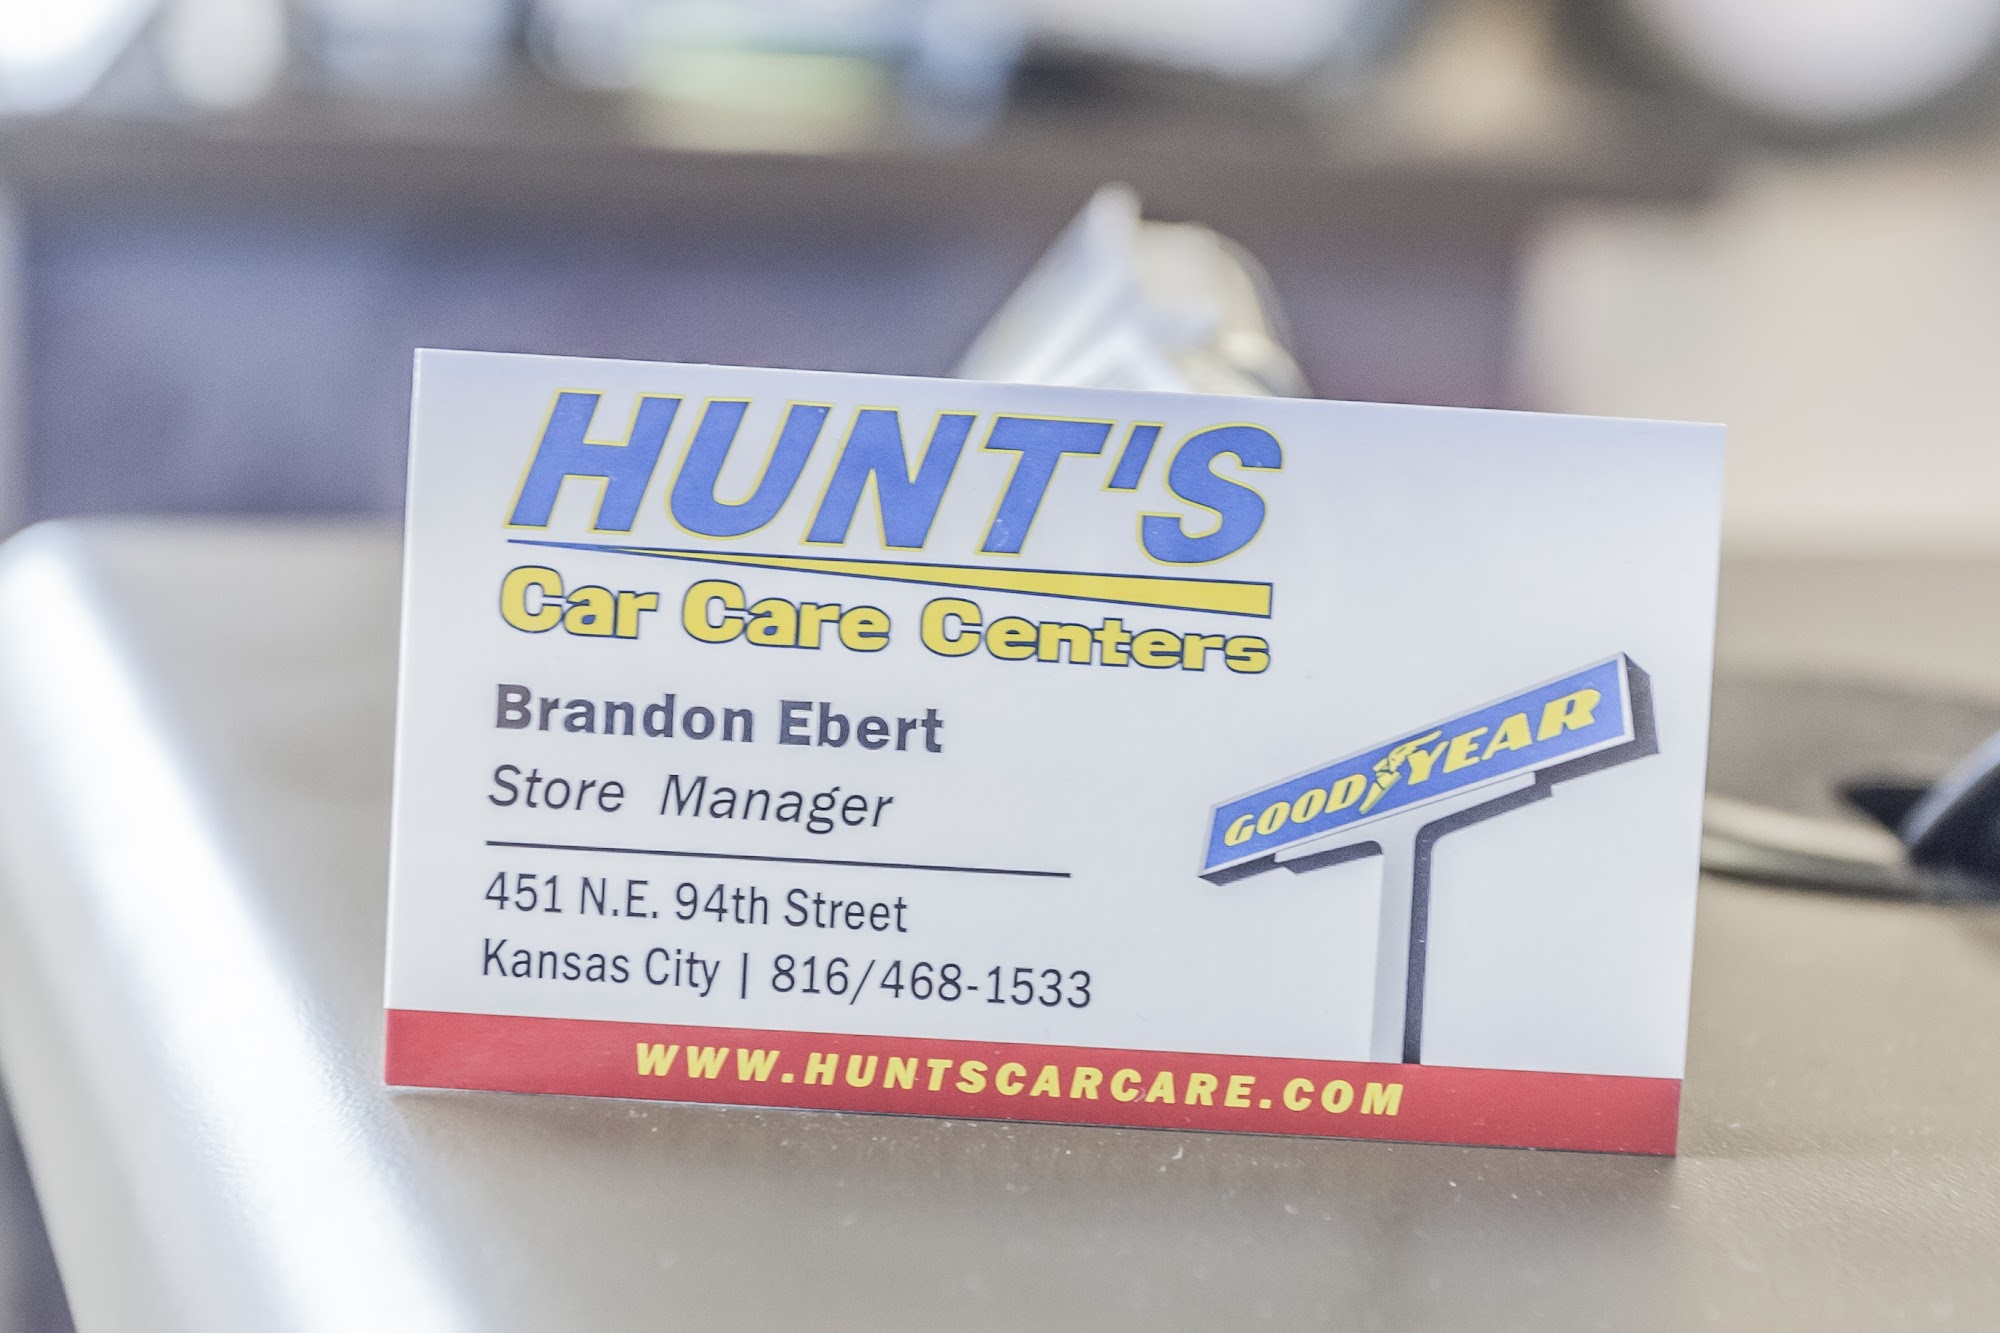 HUNT'S
Car Care Centers
Brandon Ebert
Store Manager
451 N.E. 94th Street
Kansas City | 816/468-1533
GOODYEAR
WWW.HUNTSCARCARE.COM